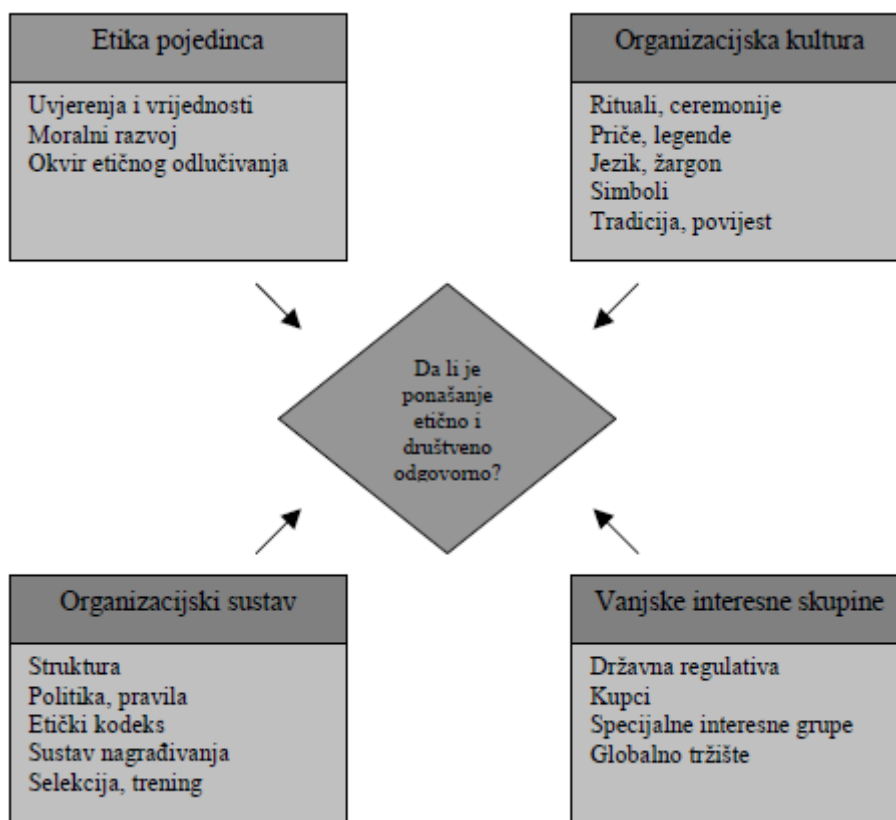 Etika pojedinca
Uvjerenja i vrijednosti
Moralni razvoj
Okvir etičnog odlučivanja
Organizacijska kultura
Rituali, ceremonije
Priče, legende
Jezik, žargon
Simboli
Tradicija, povijest
Da li je
ponašanje
etično i
društveno
odgovorno?
Organizacijski sustav
Struktura
Politika, pravila
Etički kodeks
Sustav nagrađivanja
Selekcija, trening
Vanjske interesne skupine
Državna regulativa
Kupci
Specijalne interesne grupe
Globalno tržište